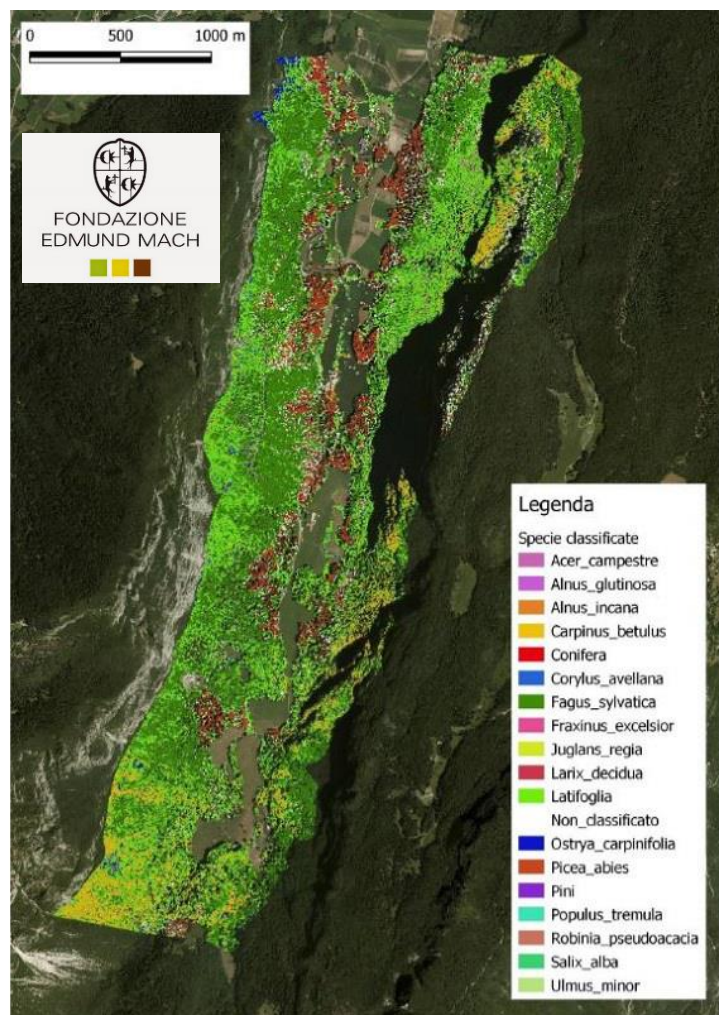 0 500 1000 m
FONDAZIONE
EDMUND MACH
Legenda
Specie classificate
Acer_campestre
Alnus_glutinosa
Alnus_incana
Carpinus_betulus
Conifera
Corylus_avellana
Fagus_sylvatica
Fraxinus_excelsior
Juglans_regia
Larix_decidua
Latifoglia
Non_classificato
Ostrya_carpinifolia
Picea_abies
Pini
Populus_tremula
Robinia_pseudoacacia
Salix_alba
Ulmus_minor